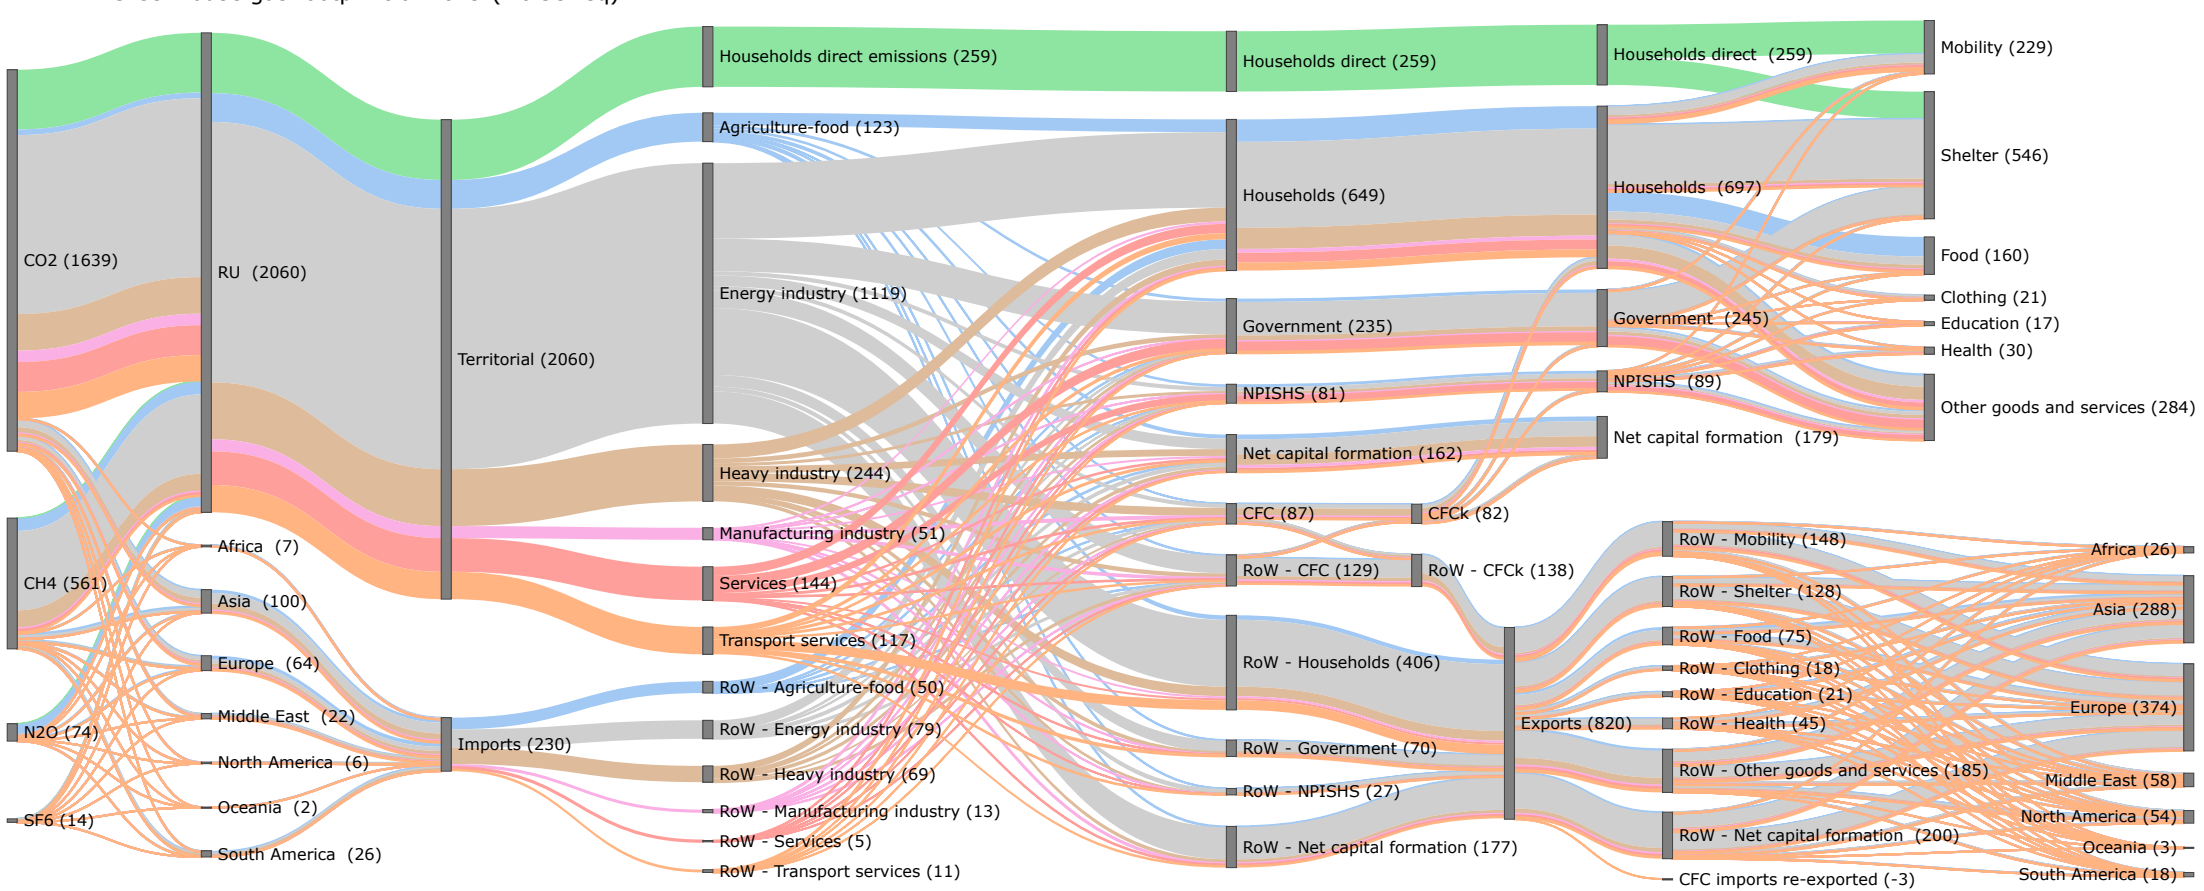 CO2 (1639)
CH4 (561)
N2O (74)
SF6 (14)
RU  (2060)
Africa  (7)
Asia  (100)
Europe  (64)
Middle East  (22)
North America  (6)
Oceania  (2)
South America  (26)
Territorial (2060)
Imports (230)
Households direct emissions (259)
Agriculture-food (123)
Energy industry (1119)
Heavy industry (244)
Manufacturing industry (51)
Services (144)
Transport services (117)
RoW - Agriculture-food (50)
RoW - Energy industry (79)
RoW - Heavy industry (69)
RoW - Manufacturing industry (13)
RoW - Services (5)
RoW - Transport services (11)
Households direct (259)
Households (649)
Government (235)
NPISHS (81)
Net capital formation (162)
CFC (87)
RoW - CFC (129)
RoW - Households (406)
RoW - Government (70)
RoW - NPISHS (27)
RoW - Net capital formation (177)
CFCk (82)
RoW - CFCk (138)
Exports (820)
Households direct  (259)
Households  (697)
Government  (245)
NPISHS  (89)
Net capital formation  (179)
RoW - Mobility (148)
RoW - Shelter (128)
RoW - Food (75)
RoW - Clothing (18)
RoW - Education (21)
RoW - Health (45)
RoW - Other goods and services (185)
RoW - Net capital formation  (200)
CFC imports re-exported (-3)
Mobility (229)
Shelter (546)
Food (160)
Clothing (21)
Education (17)
Health (30)
Other goods and services (284)
Africa (26)
Asia (288)
Europe (374)
Middle East (58)
North America (54)
Oceania (3)
South America (18)